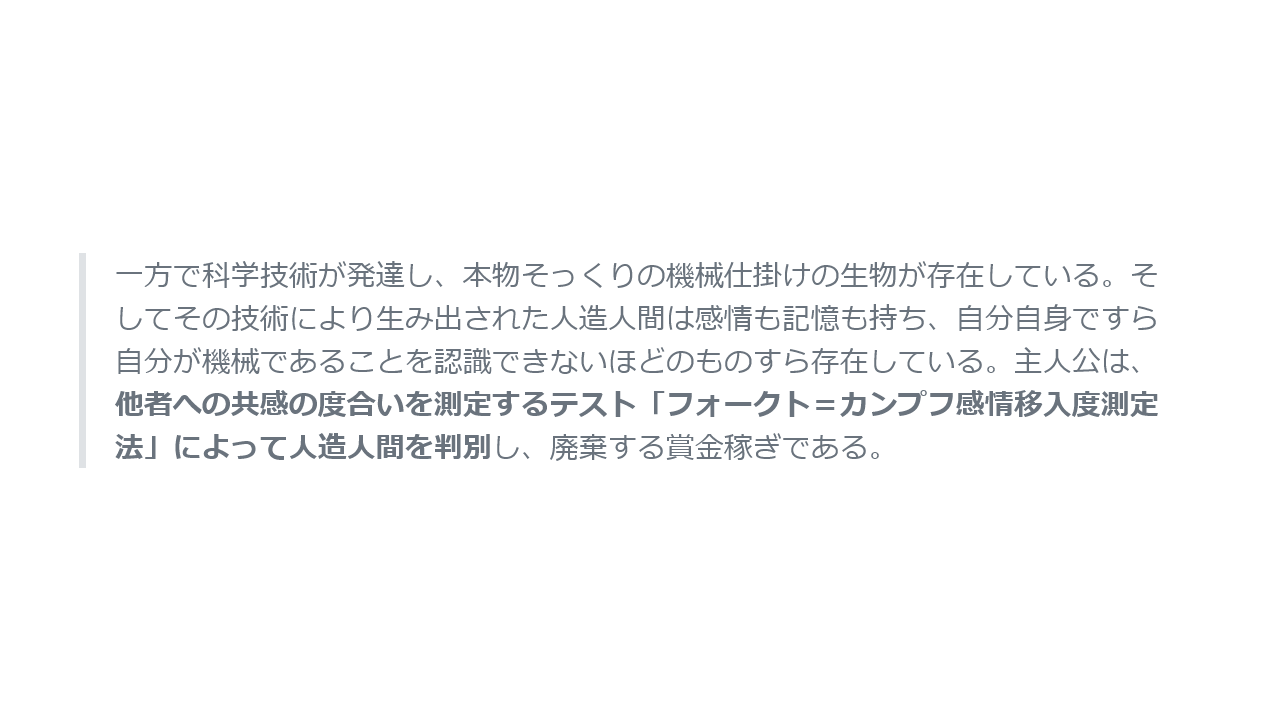 一方で科学技術が発達し、本物そっくりの機械仕掛けの生物が存在している。そ
してその技術により生み出された人造人間は感情も記憶も持ち、自分自身ですら
自分が機械であることを認識できないほどのものすら存在している。主人公は、
他者への共感の度合いを測定するテスト「フォークト＝カンプフ感情移入度測定
法」によって人造人間を判別し、廃棄する賞金稼ぎである。